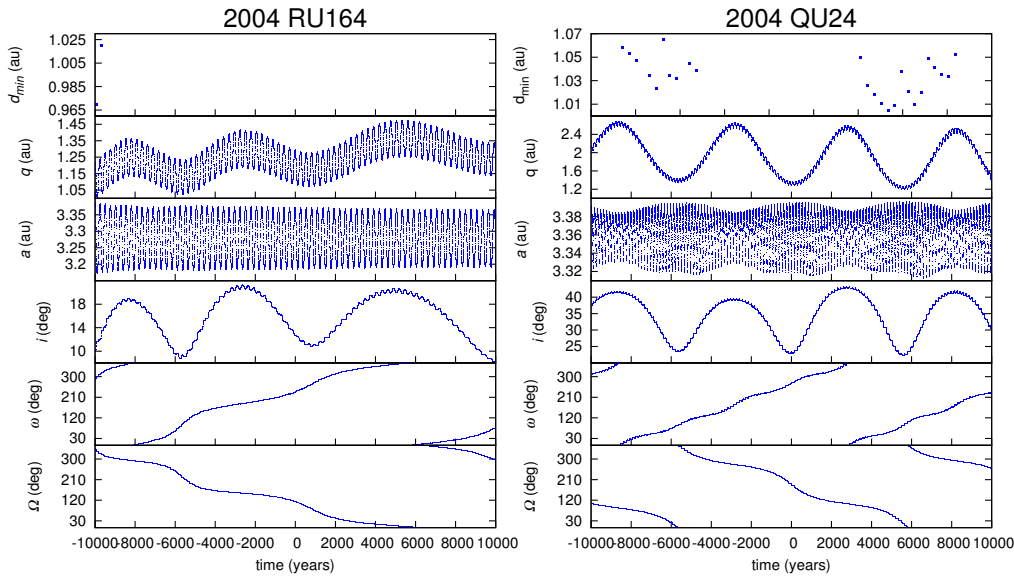 2004 RU164
2004 QU24
d_min (au)
1.025
1.005
0.985
0.965
q (au)
1.45
1.35
1.25
1.15
1.05
a (au)
3.35
3.3
3.25
3.2
i (deg)
18
14
10
ω (deg)
300
210
120
30
Ω (deg)
300
210
120
30
-10000 -8000 -6000 -4000 -2000 0 2000 4000 6000 8000 10000
time (years)
d_min (au)
1.07
1.05
1.03
1.01
q (au)
2.4
2
1.6
1.2
a (au)
3.38
3.36
3.34
3.32
i (deg)
40
35
30
25
ω (deg)
300
210
120
30
Ω (deg)
300
210
120
30
-10000 -8000 -6000 -4000 -2000 0 2000 4000 6000 8000 10000
time (years)